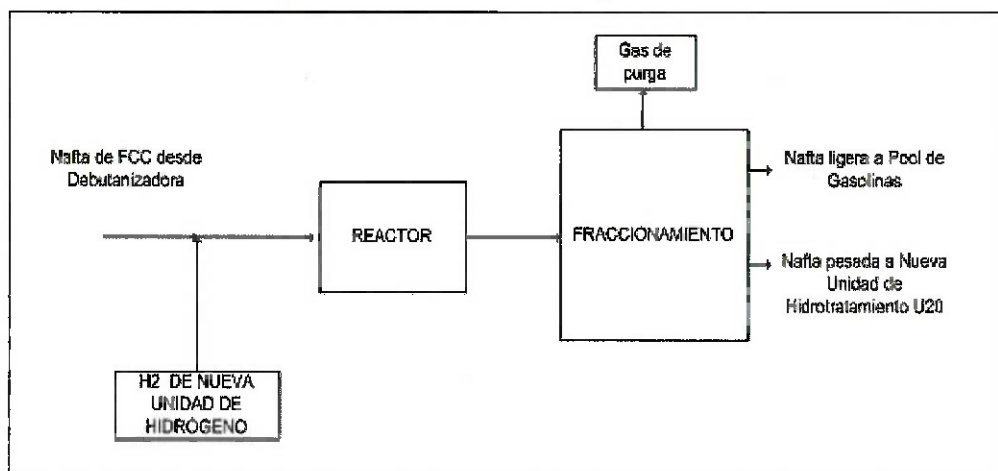 Gas de
purga
Nafta de FCC desde
Debutanizadora
Nafta ligera a Pool de
Gasolinas
REACTOR
FRACCIONAMIENTO
Nafta pesada a Nueva
Unidad de
Hidrotratamiento U20
H2 DE NUEVA
UNIDAD DE
HIDRÓGENO